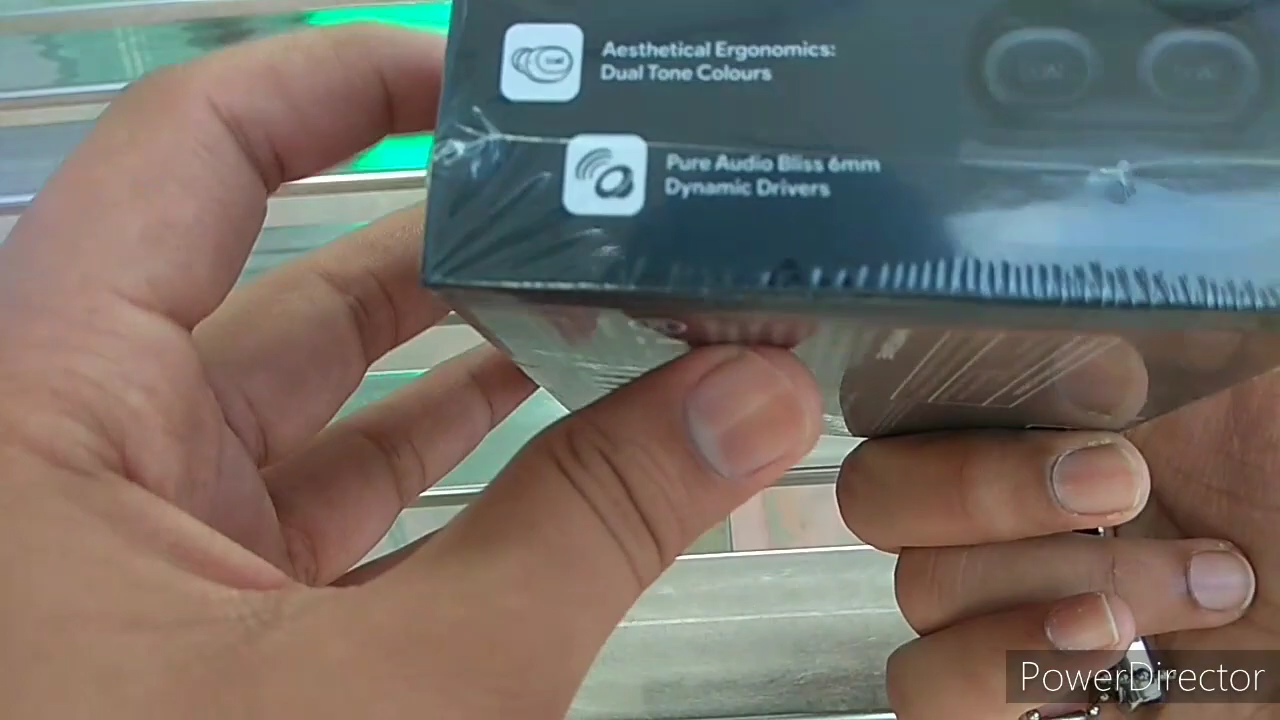 Aesthetical Ergonomics:
Dual Tone Colours
Pure Audio Bliss 6mm
Dynamic Drivers
PowerDirector